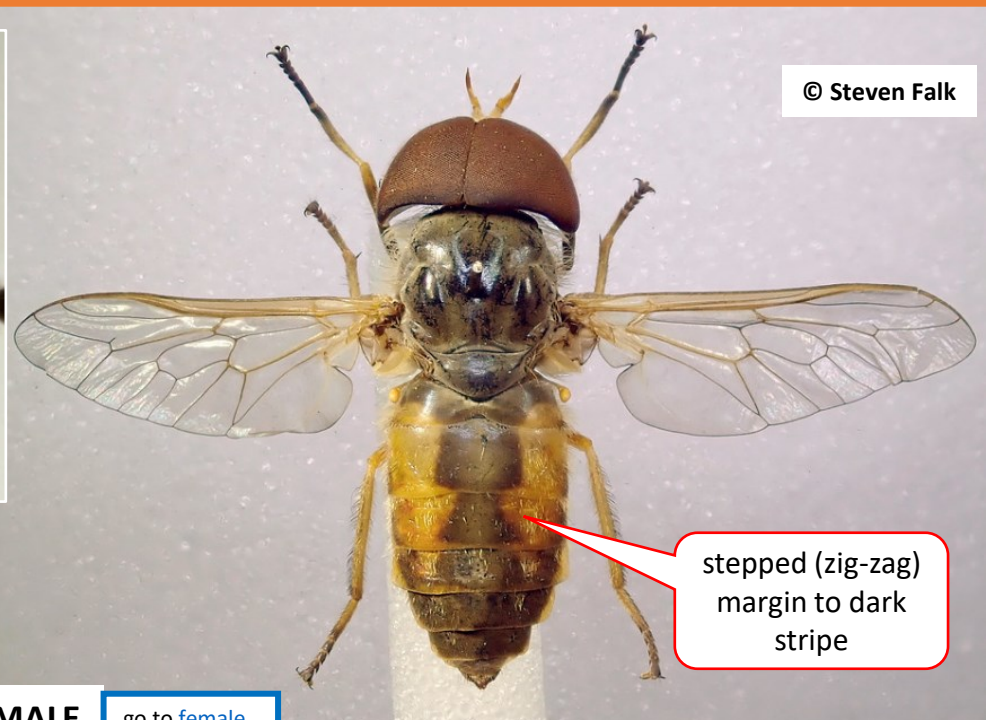 © Steven Falk
stepped (zig-zag)
margin to dark
stripe
go to female